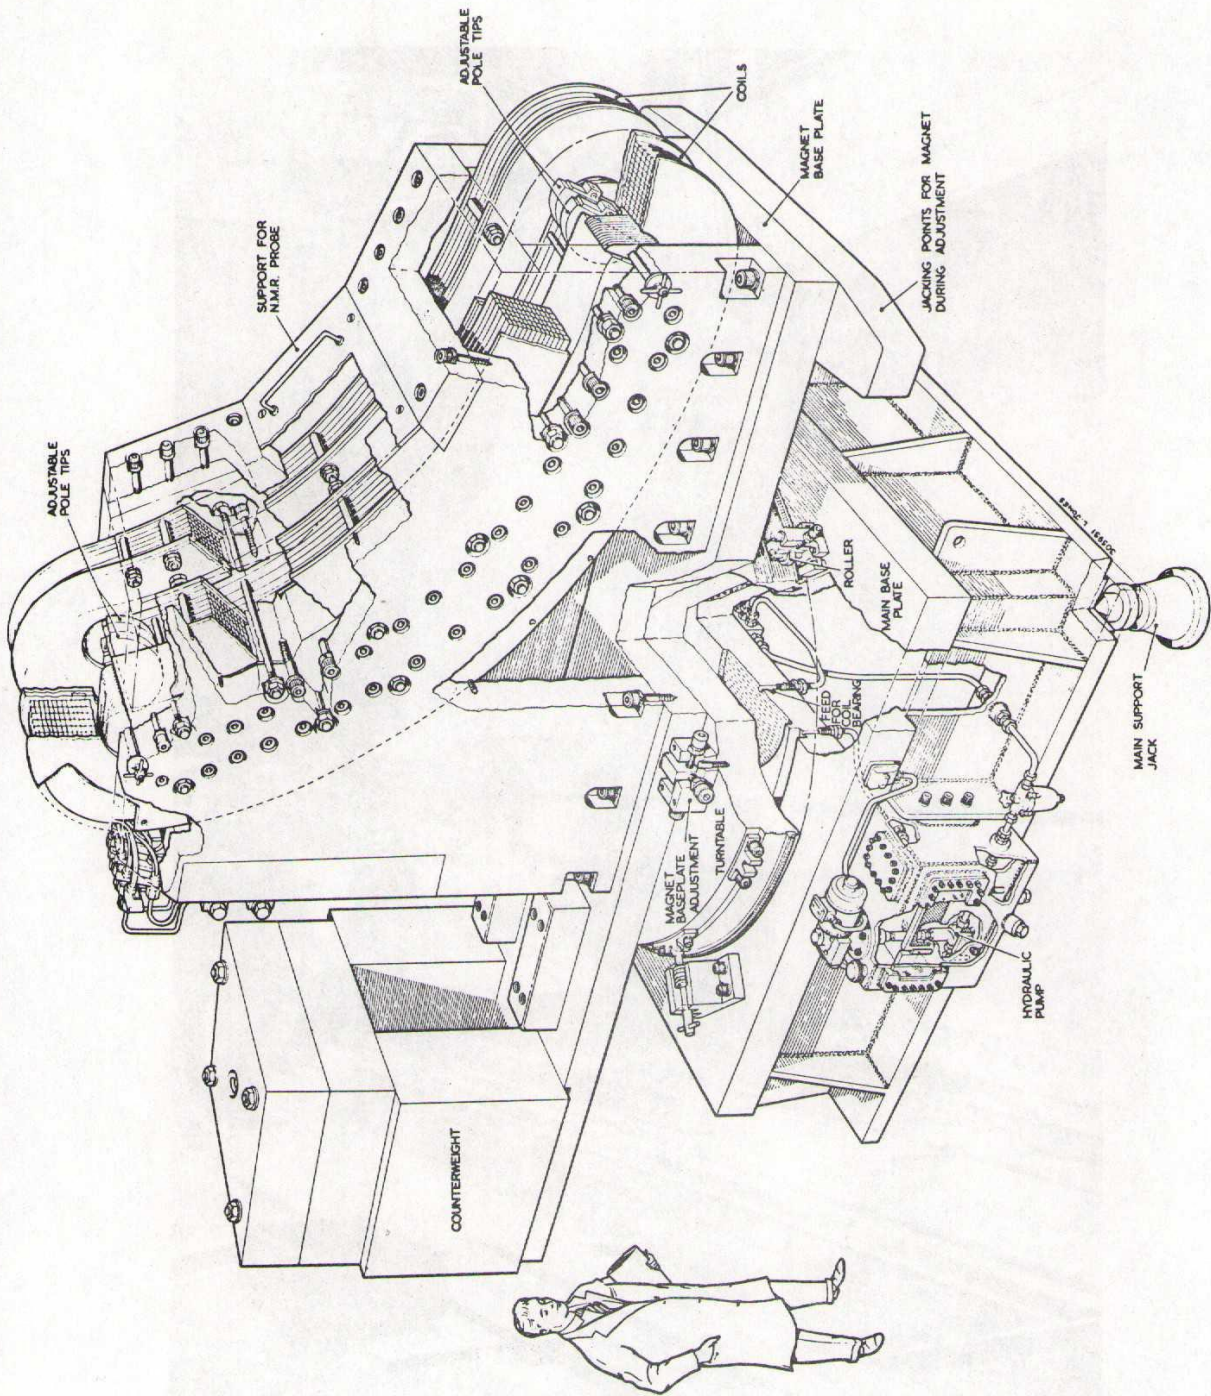 ADJUSTABLE
POLE TIPS
SUPPORT FOR
N.M.R. PROBE
ADJUSTABLE
POLE TIPS
COILS
MAGNET
BASE PLATE
JACKING POINTS FOR MAGNET
DURING ADJUSTMENT
COUNTERWEIGHT
MAGNET
BASEPLATE
ADJUSTMENT
TURNTABLE
FEED
FOR
COIL
BEARING
ROLLER
MAIN BASE
PLATE
HYDRAULIC
PUMP
MAIN SUPPORT
JACK
L. JONES